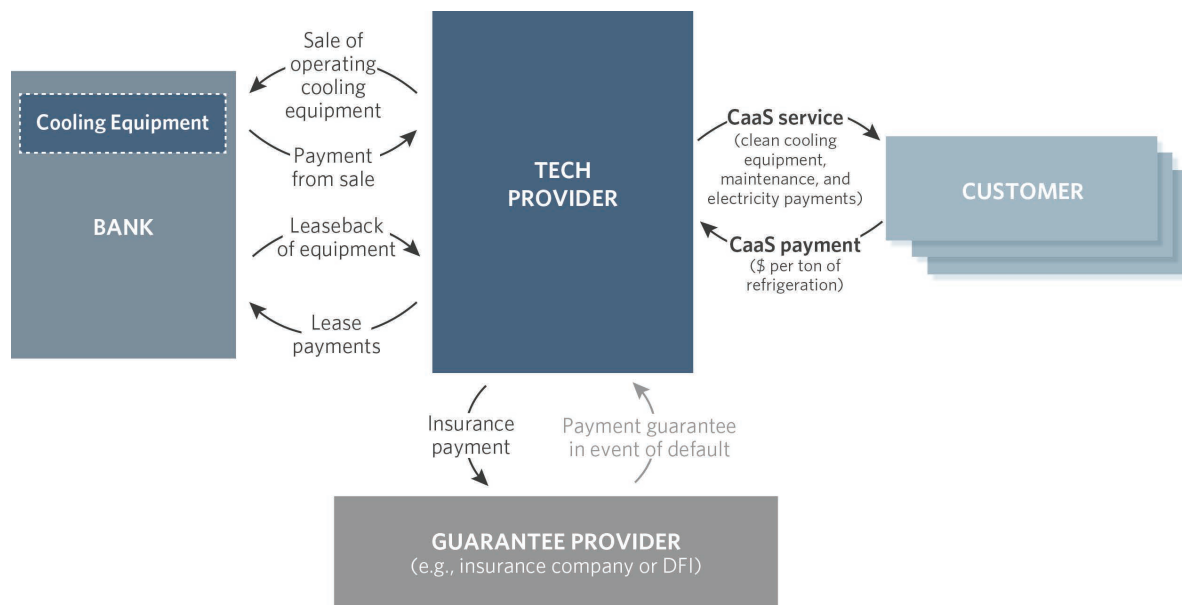 Cooling Equipment
BANK
Sale of
operating
cooling
equipment
Payment
from sale
Leaseback
of equipment
Lease
payments
TECH
PROVIDER
CaaS service
(clean cooling
equipment,
maintenance, and
electricity payments)
CaaS payment
($ per ton of
refrigeration)
CUSTOMER
Insurance
payment
Payment guarantee
in event of default
GUARANTEE PROVIDER
(e.g., insurance company or DFI)